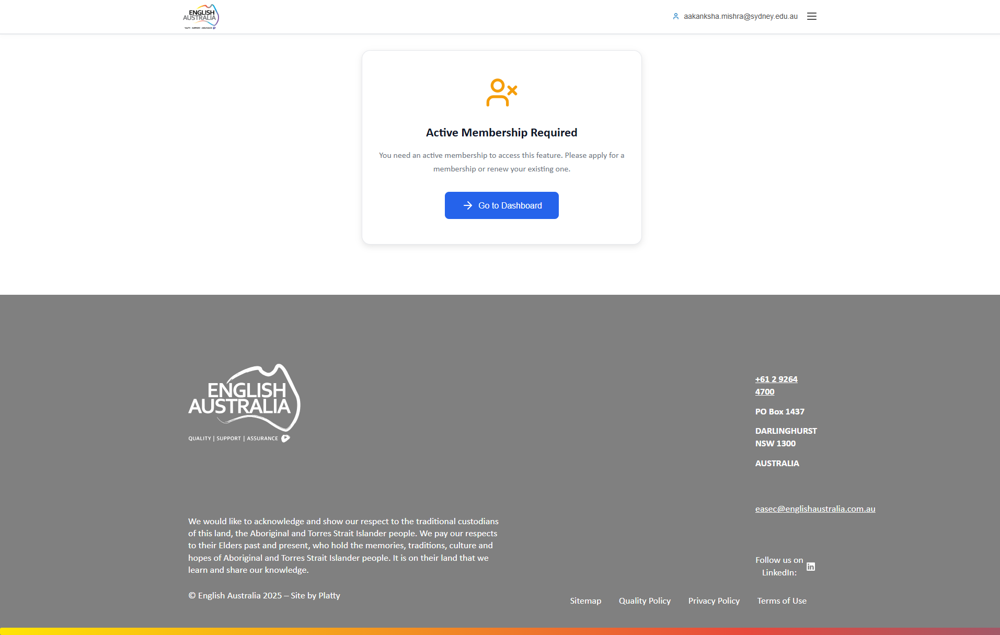 ENGLISH
AUSTRALIA
aakanksha.mishra@sydney.edu.au
Active Membership Required
You need an active membership to access this feature. Please apply for a
membership or renew your existing one.
Go to Dashboard
ENGLISH
AUSTRALIA
QUALITY | SUPPORT | ASSURANCE
+61 2 9264
4700
PO Box 1437
DARLINGHURST
NSW 1300
AUSTRALIA
easec@englishaustralia.com.au
We would like to acknowledge and show our respect to the traditional custodians
of this land, the Aboriginal and Torres Strait Islander people. We pay our respects
to their Elders past and present, who hold the memories, traditions, culture and
hopes of Aboriginal and Torres Strait Islander people. It is on their land that we
learn and share our knowledge.
Follow us on
LinkedIn:
© English Australia 2025 – Site by Platty
Sitemap Quality Policy Privacy Policy Terms of Use